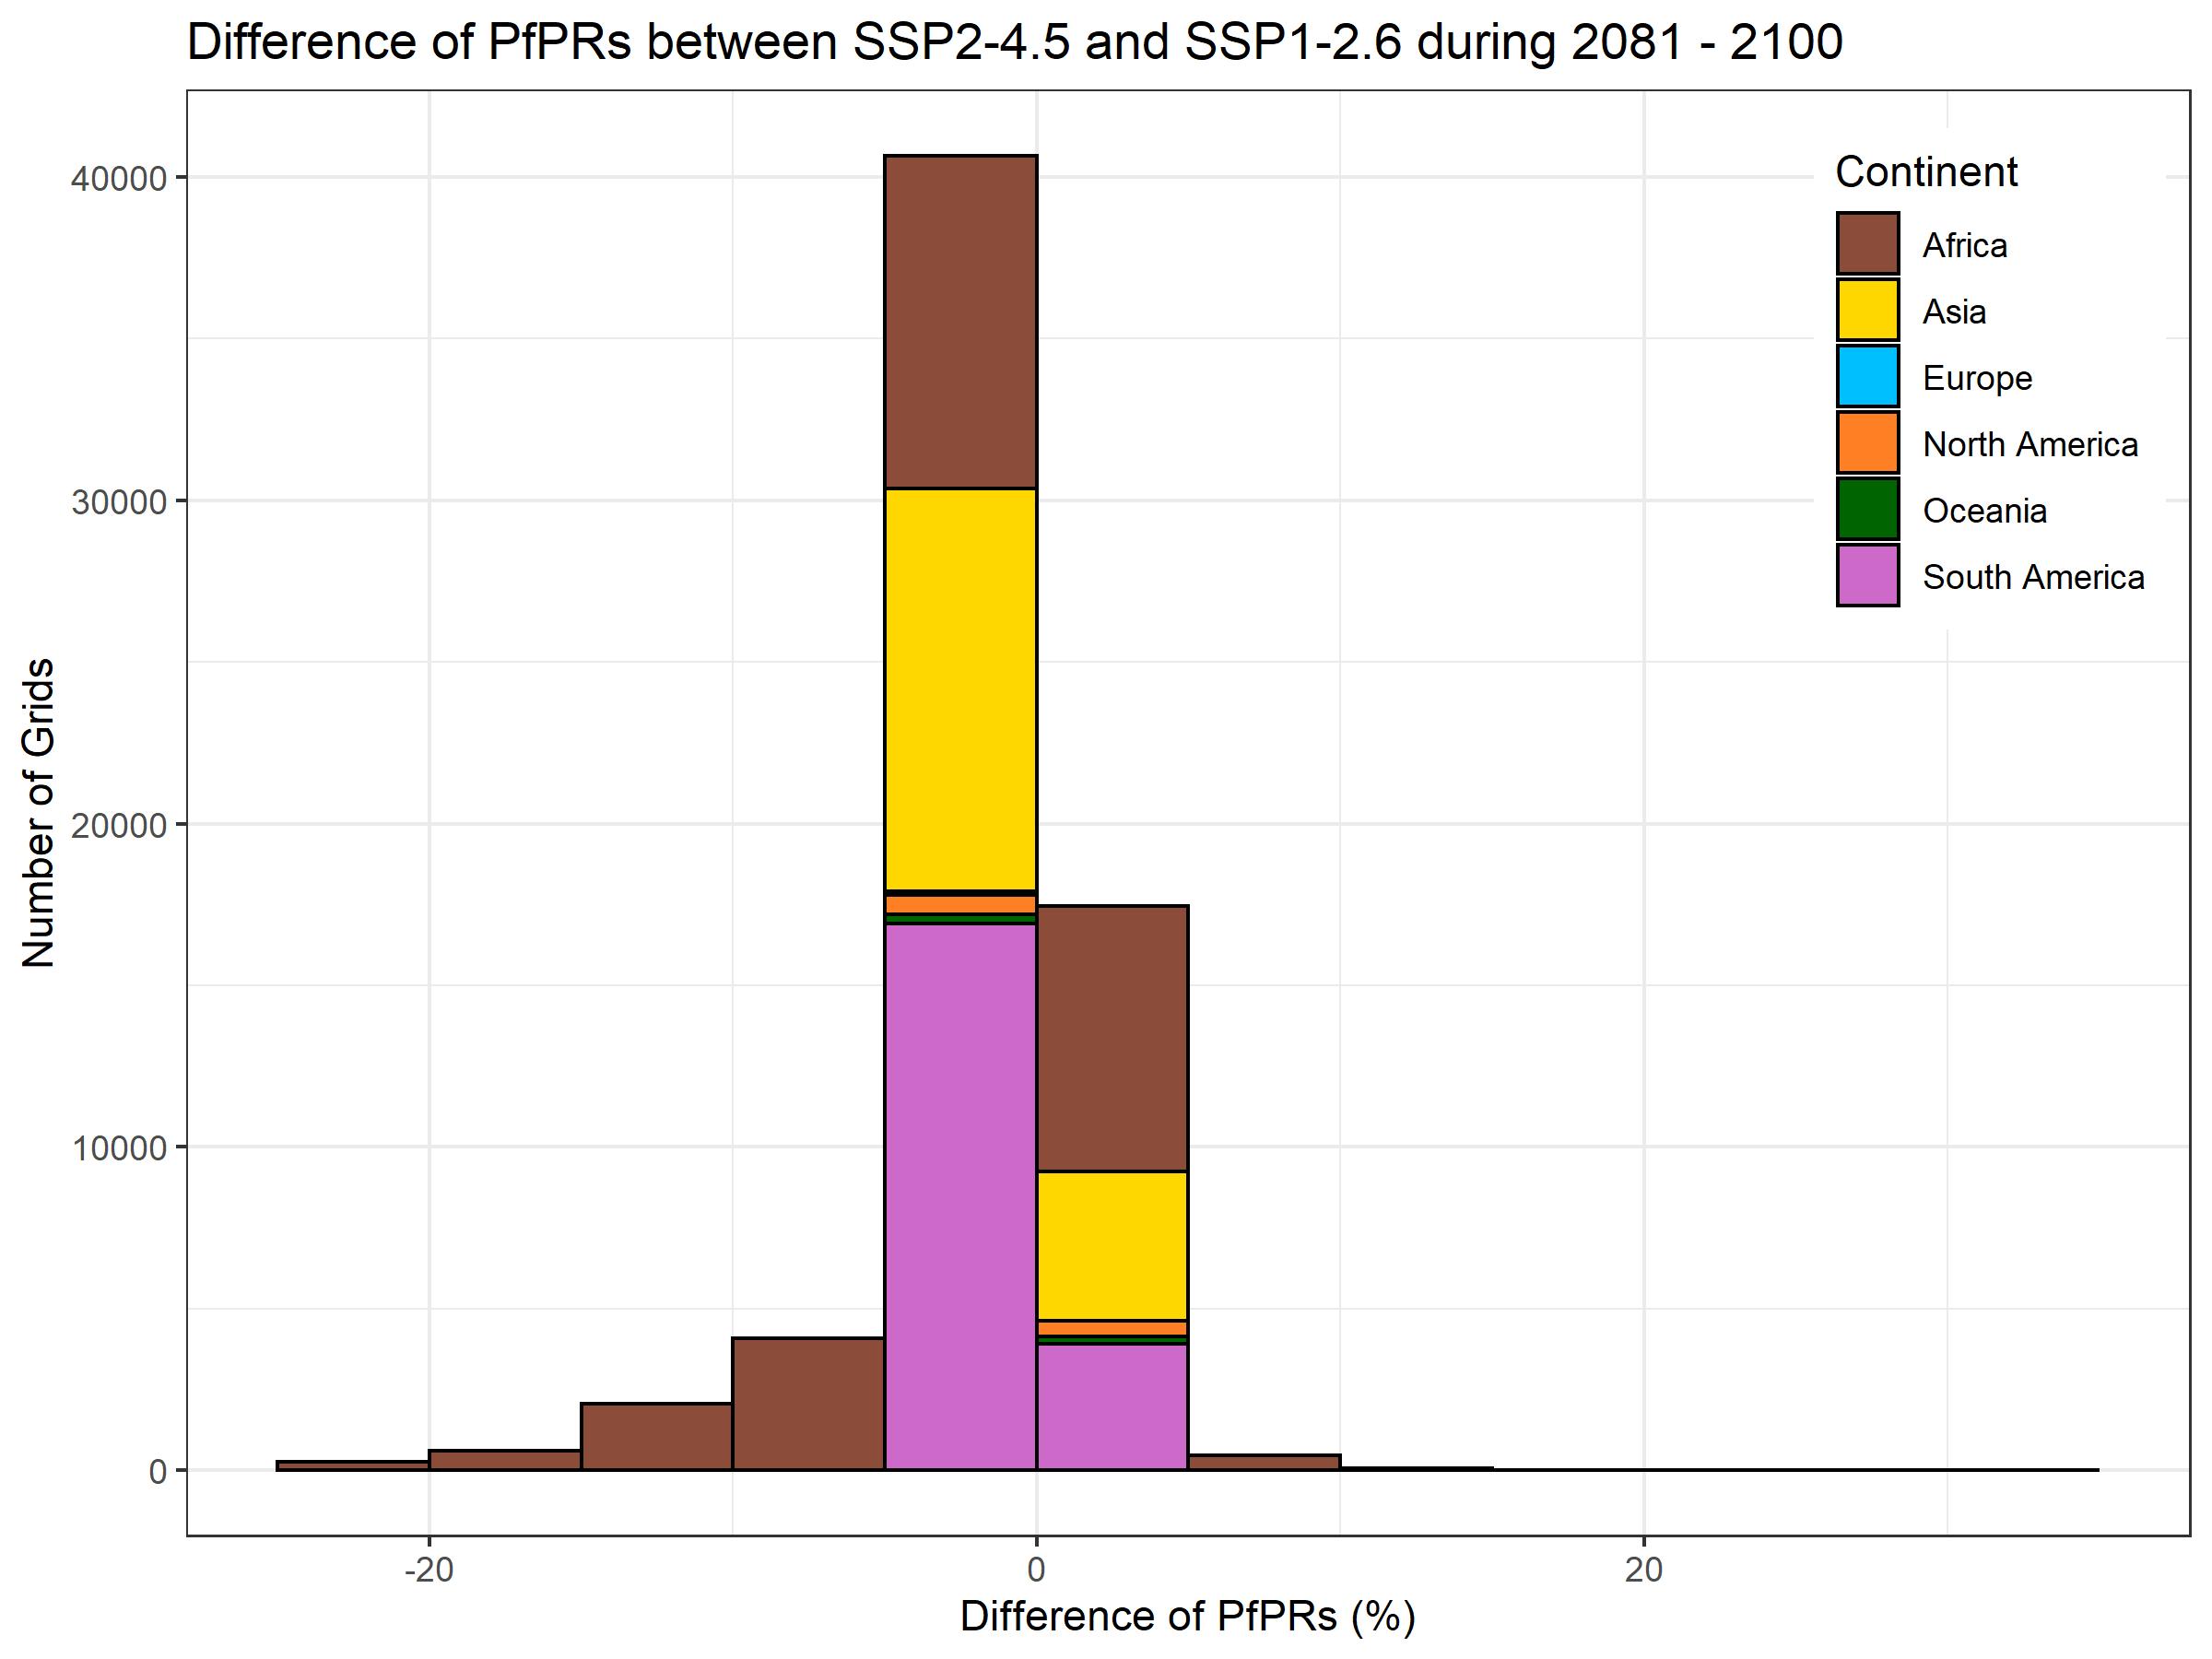 Difference of PfPRs between SSP2-4.5 and SSP1-2.6 during 2081 - 2100
Continent
Africa
Asia
Europe
North America
Oceania
South America
Number of Grids
40000
30000
20000
10000
0
-20
0
20
Difference of PfPRs (%)